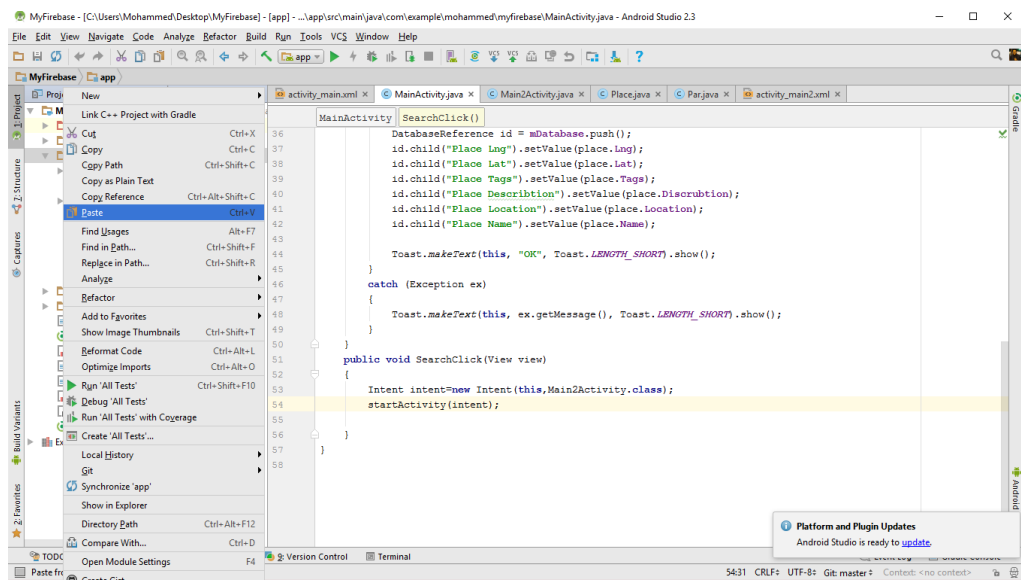 MyFirebase - [C:\Users\Mohammed\Desktop\MyFirebase] - [app] - ...\app\src\main\java\com\example\mohammed\myfirebase\MainActivity.java - Android Studio 2.3
File Edit View Navigate Code Analyze Refactor Build Run Tools VCS Window Help
app
MyFirebase app
Proj
activity_main.xml × MainActivity.java × Main2Activity.java × Place.java × Par.java × activity_main2.xml ×
MainActivity SearchClick()
1: Project
7: Structure
Captures
Build Variants
2: Favorites
New
Link C++ Project with Gradle
Cut Ctrl+X
Copy Ctrl+C
Copy Path Ctrl+Shift+C
Copy as Plain Text
Copy Reference Ctrl+Alt+Shift+C
Paste Ctrl+V
Find Usages Alt+F7
Find in Path... Ctrl+Shift+F
Replace in Path... Ctrl+Shift+R
Analyze
Refactor
Add to Favorites
Show Image Thumbnails Ctrl+Shift+T
Reformat Code Ctrl+Alt+L
Optimize Imports Ctrl+Alt+O
Run 'All Tests' Ctrl+Shift+F10
Debug 'All Tests'
Run 'All Tests' with Coverage
Create 'All Tests'...
Local History
Git
Synchronize 'app'
Show in Explorer
Directory Path Ctrl+Alt+F12
Compare With... Ctrl+D
Open Module Settings F4
Create Gist...
36 DatabaseReference id = mDatabase.push();
37 id.child("Place Lng").setValue(place.Lng);
38 id.child("Place Lat").setValue(place.Lat);
39 id.child("Place Tags").setValue(place.Tags);
40 id.child("Place Describtion").setValue(place.Discrubtion);
41 id.child("Place Location").setValue(place.Location);
42 id.child("Place Name").setValue(place.Name);
43
44 Toast.makeText(this, "OK", Toast.LENGTH_SHORT).show();
45 }
46 catch (Exception ex)
47 {
48 Toast.makeText(this, ex.getMessage(), Toast.LENGTH_SHORT).show();
49 }
50 }
51 public void SearchClick(View view)
52 {
53 Intent intent=new Intent(this,Main2Activity.class);
54 startActivity(intent);
55
56 }
57 }
58
Gradle
Android
Platform and Plugin Updates
Android Studio is ready to update.
TODO 9: Version Control Terminal Event Log Gradle Console
Paste fr 54:31 CRLF÷ UTF-8÷ Git: master÷ Context: <no context>